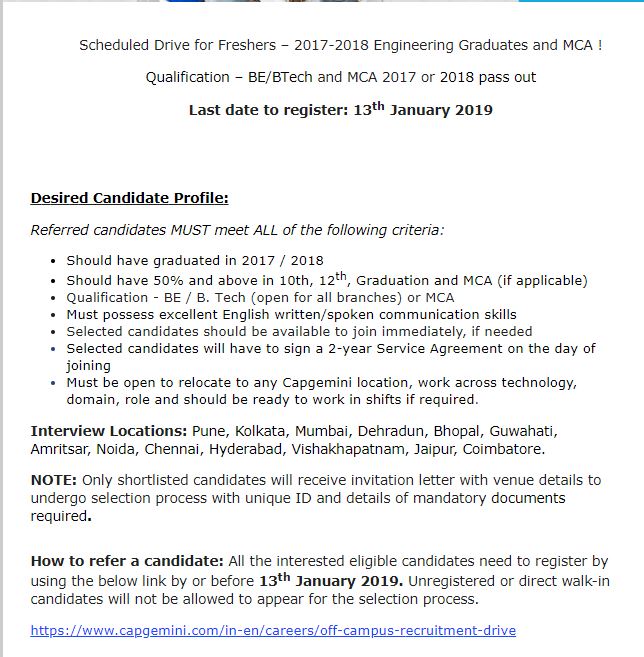 Scheduled Drive for Freshers – 2017-2018 Engineering Graduates and MCA !
Qualification – BE/BTech and MCA 2017 or 2018 pass out
Last date to register: 13th January 2019
Desired Candidate Profile:
Referred candidates MUST meet ALL of the following criteria:
• Should have graduated in 2017 / 2018
• Should have 50% and above in 10th, 12th, Graduation and MCA (if applicable)
• Qualification - BE / B. Tech (open for all branches) or MCA
• Must possess excellent English written/spoken communication skills
• Selected candidates should be available to join immediately, if needed
• Selected candidates will have to sign a 2-year Service Agreement on the day of
joining
• Must be open to relocate to any Capgemini location, work across technology,
domain, role and should be ready to work in shifts if required.
Interview Locations: Pune, Kolkata, Mumbai, Dehradun, Bhopal, Guwahati,
Amritsar, Noida, Chennai, Hyderabad, Vishakhapatnam, Jaipur, Coimbatore.
NOTE: Only shortlisted candidates will receive invitation letter with venue details to
undergo selection process with unique ID and details of mandatory documents
required.
How to refer a candidate: All the interested eligible candidates need to register by
using the below link by or before 13th January 2019. Unregistered or direct walk-in
candidates will not be allowed to appear for the selection process.
https://www.capgemini.com/in-en/careers/off-campus-recruitment-drive